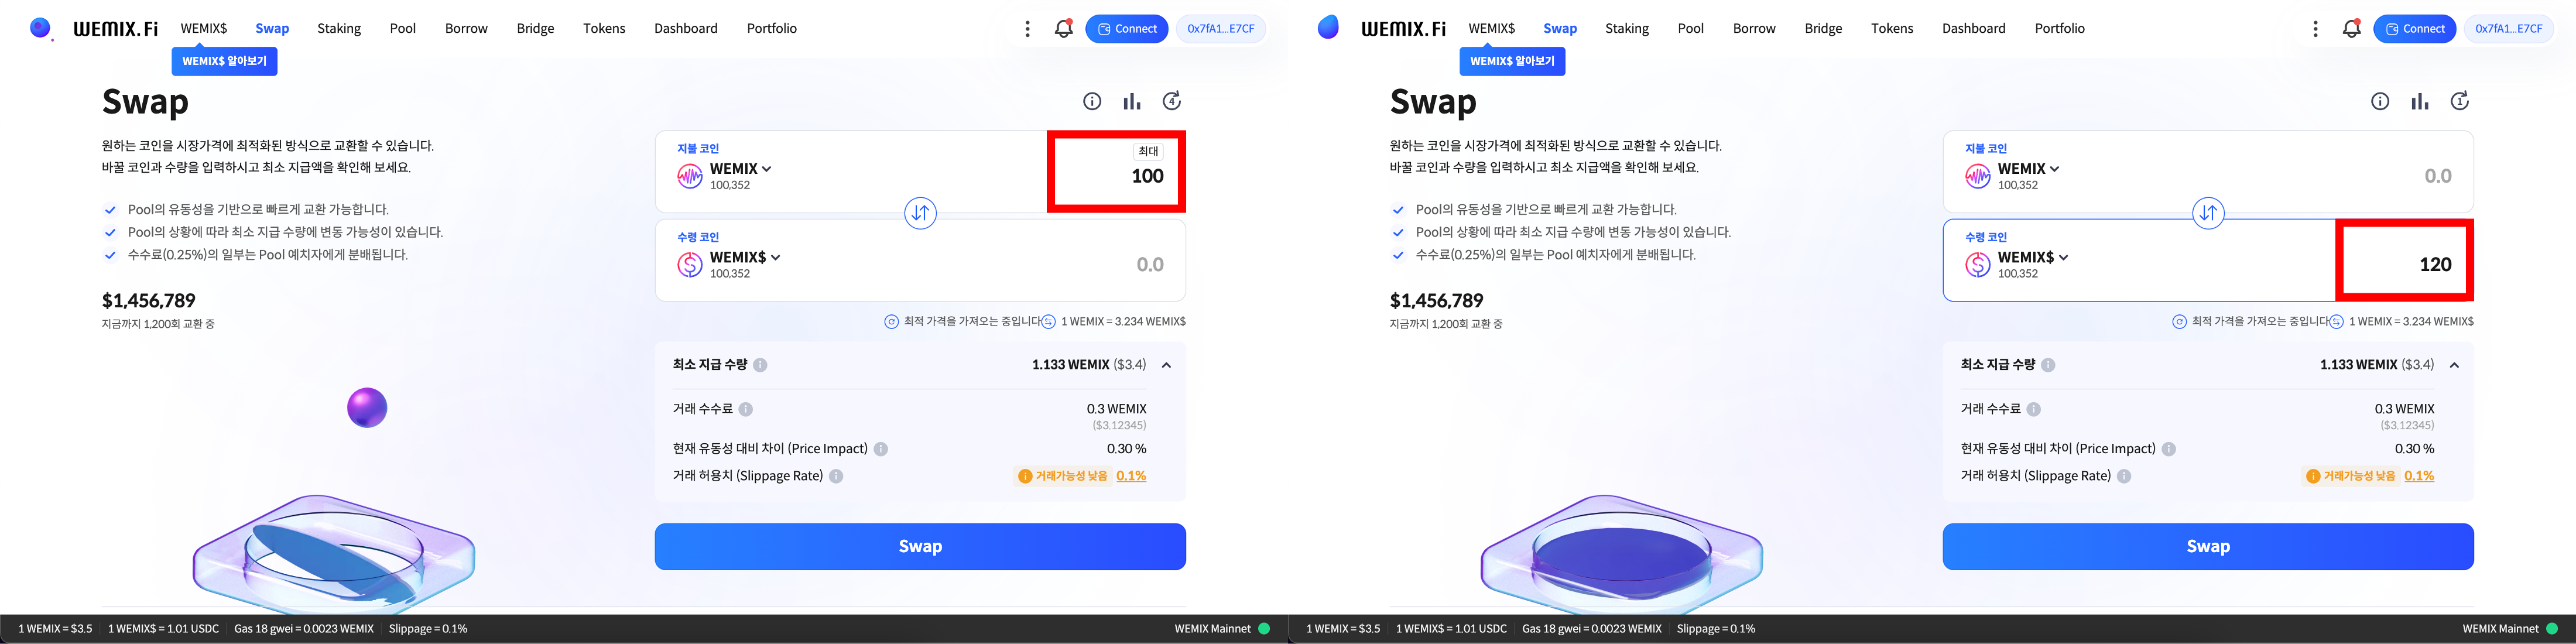 WEMIX.Fi WEMIX$ Swap Staking Pool Borrow Bridge Tokens Dashboard Portfolio Connect 0x7fA1...E7CF
WEMIX$ 알아보기
Swap
4
원하는 코인을 시장가격에 최적화된 방식으로 교환할 수 있습니다.
바꿀 코인과 수량을 입력하시고 최소 지급액을 확인해 보세요.
Pool의 유동성을 기반으로 빠르게 교환 가능합니다.
Pool의 상황에 따라 최소 지급 수량에 변동 가능성이 있습니다.
수수료(0.25%)의 일부는 Pool 예치자에게 분배됩니다.
$1,456,789
지금까지 1,200회 교환 중
지불 코인
최대
WEMIX
100
100,352
수령 코인
WEMIX$
0.0
100,352
최적 가격을 가져오는 중입니다 1 WEMIX = 3.234 WEMIX$
최소 지급 수량 1.133 WEMIX ($3.4)
거래 수수료 0.3 WEMIX
($3.12345)
현재 유동성 대비 차이 (Price Impact) 0.30 %
거래 허용치 (Slippage Rate) 거래가능성 낮음 0.1%
Swap
1 WEMIX = $3.5 1 WEMIX$ = 1.01 USDC Gas 18 gwei = 0.0023 WEMIX Slippage = 0.1% WEMIX Mainnet
WEMIX.Fi WEMIX$ Swap Staking Pool Borrow Bridge Tokens Dashboard Portfolio Connect 0x7fA1...E7CF
WEMIX$ 알아보기
Swap
1
원하는 코인을 시장가격에 최적화된 방식으로 교환할 수 있습니다.
바꿀 코인과 수량을 입력하시고 최소 지급액을 확인해 보세요.
Pool의 유동성을 기반으로 빠르게 교환 가능합니다.
Pool의 상황에 따라 최소 지급 수량에 변동 가능성이 있습니다.
수수료(0.25%)의 일부는 Pool 예치자에게 분배됩니다.
$1,456,789
지금까지 1,200회 교환 중
지불 코인
WEMIX
0.0
100,352
수령 코인
WEMIX$
120
100,352
최적 가격을 가져오는 중입니다 1 WEMIX = 3.234 WEMIX$
최소 지급 수량 1.133 WEMIX ($3.4)
거래 수수료 0.3 WEMIX
($3.12345)
현재 유동성 대비 차이 (Price Impact) 0.30 %
거래 허용치 (Slippage Rate) 거래가능성 낮음 0.1%
Swap
1 WEMIX = $3.5 1 WEMIX$ = 1.01 USDC Gas 18 gwei = 0.0023 WEMIX Slippage = 0.1% WEMIX Mainnet